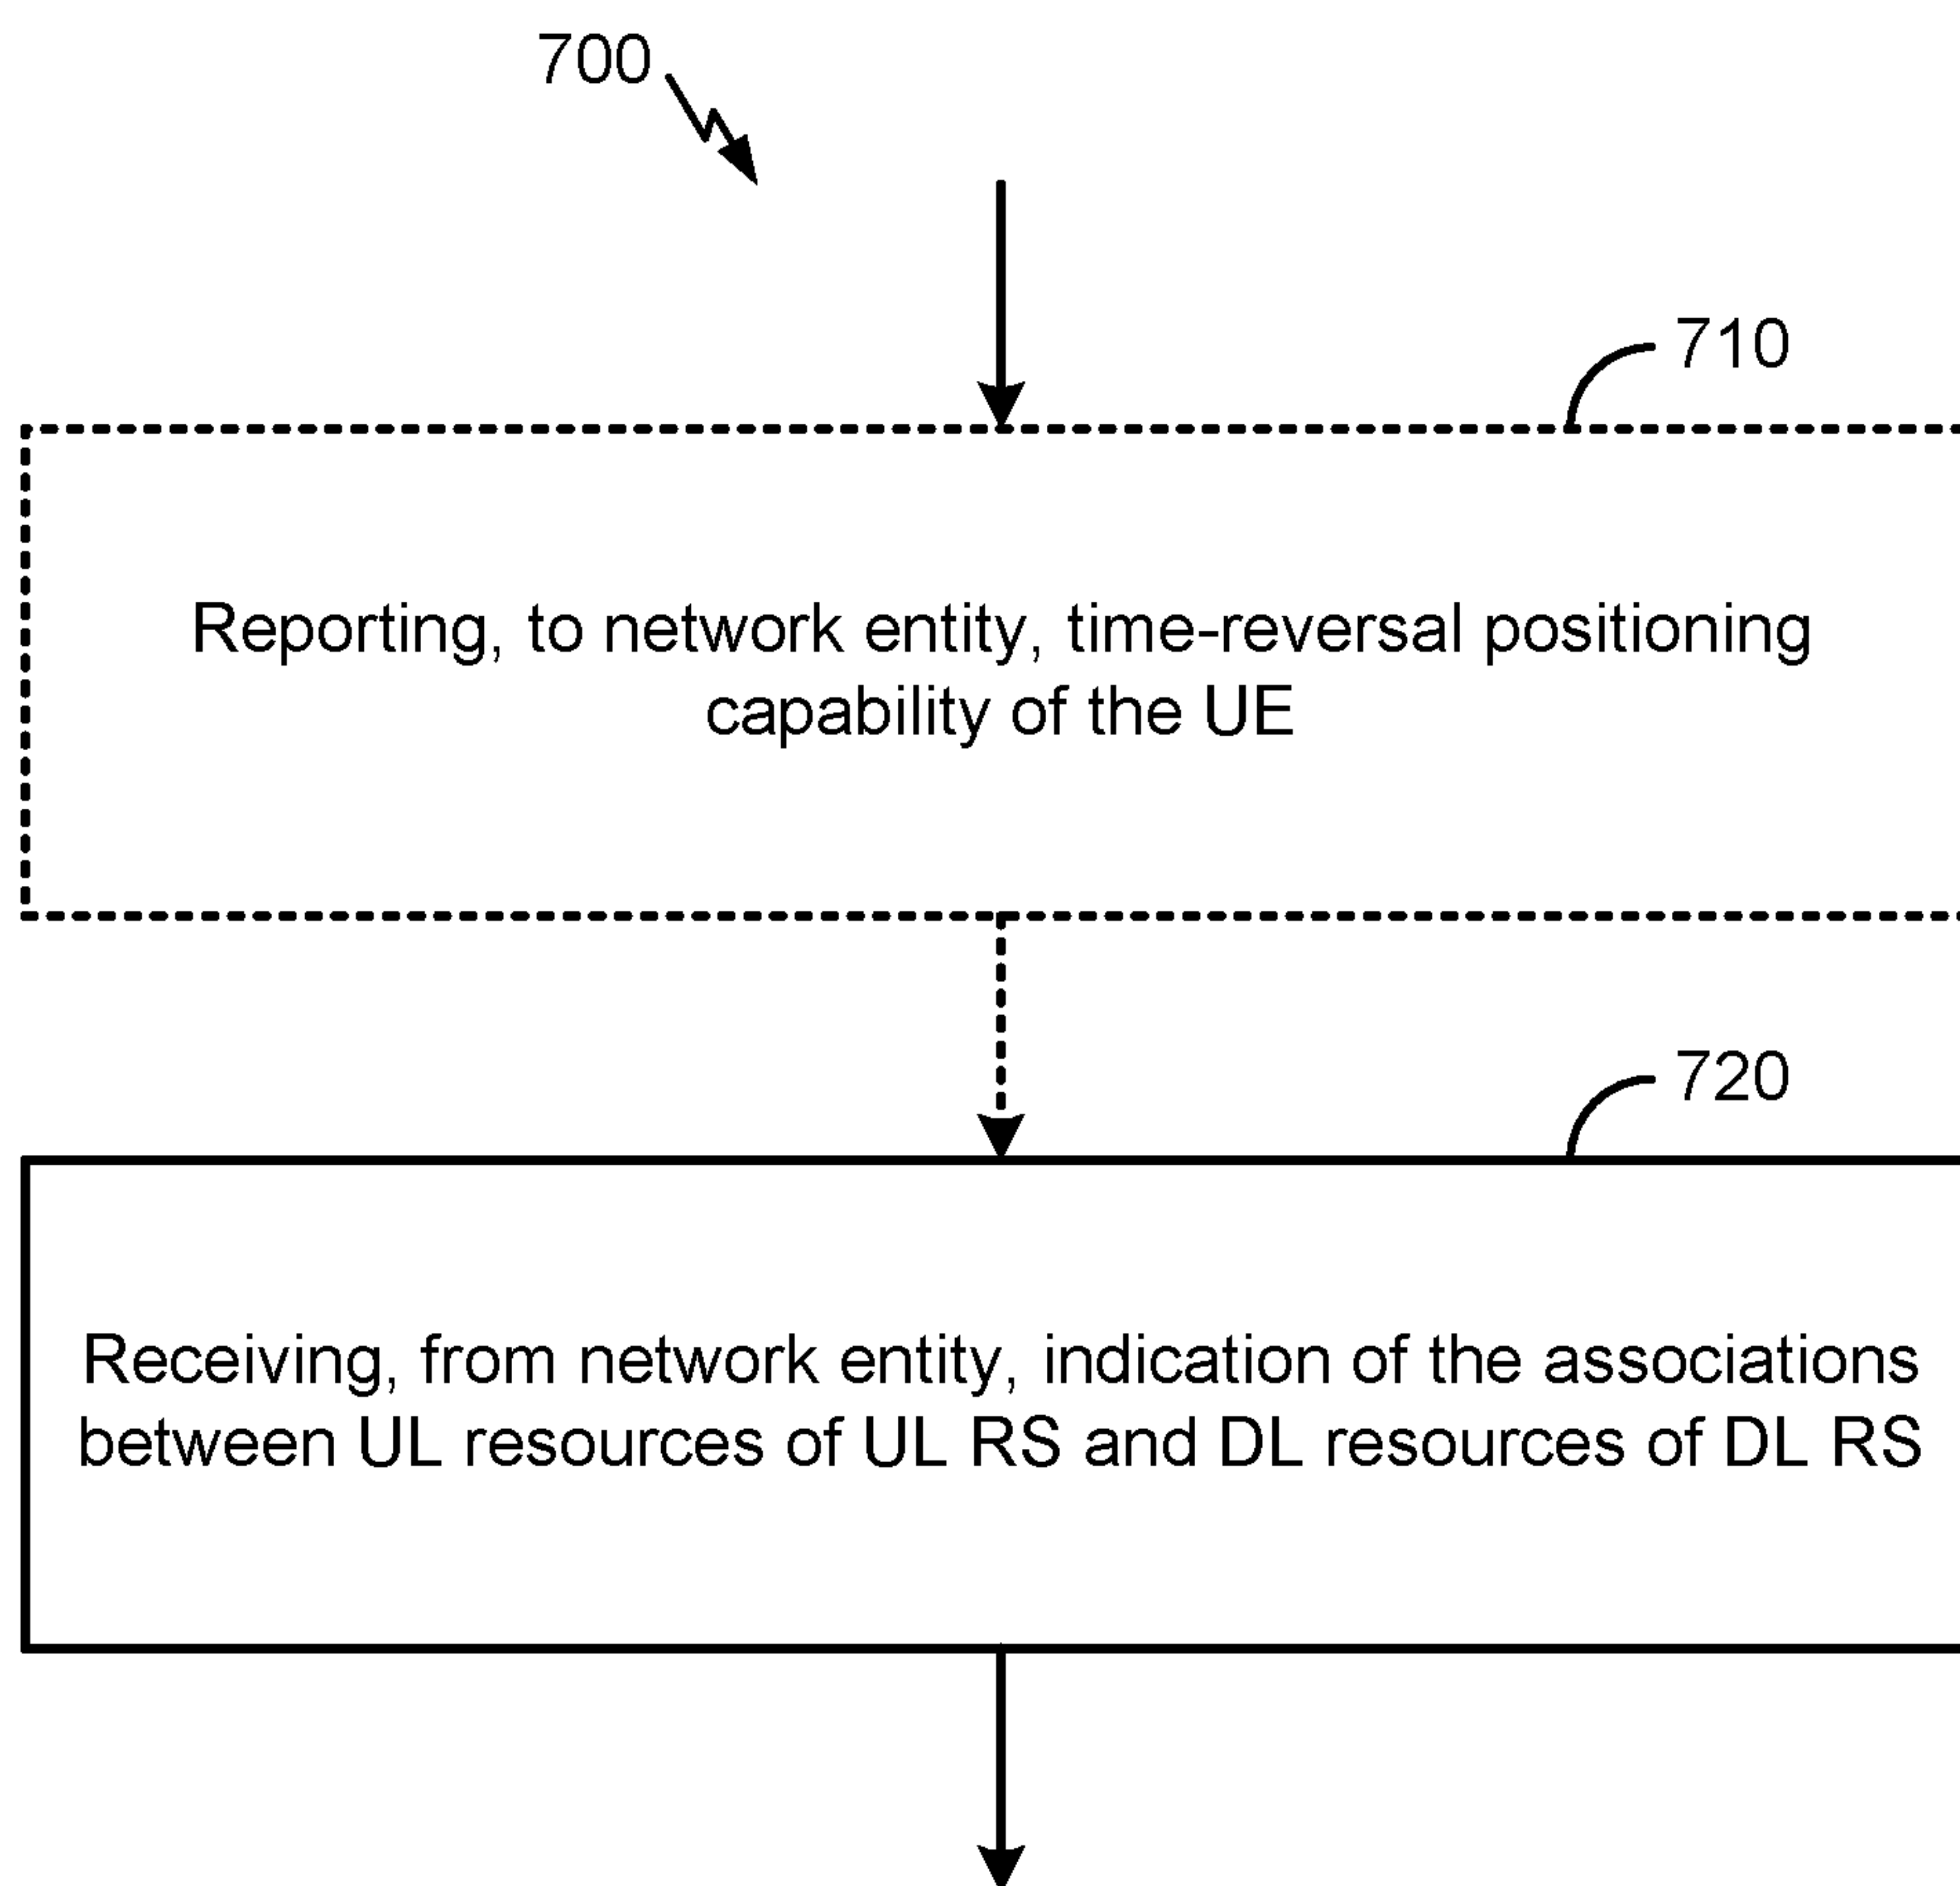 700
710
Reporting, to network entity, time-reversal positioning
capability of the UE
720
Receiving, from network entity, indication of the associations
between UL resources of UL RS and DL resources of DL RS